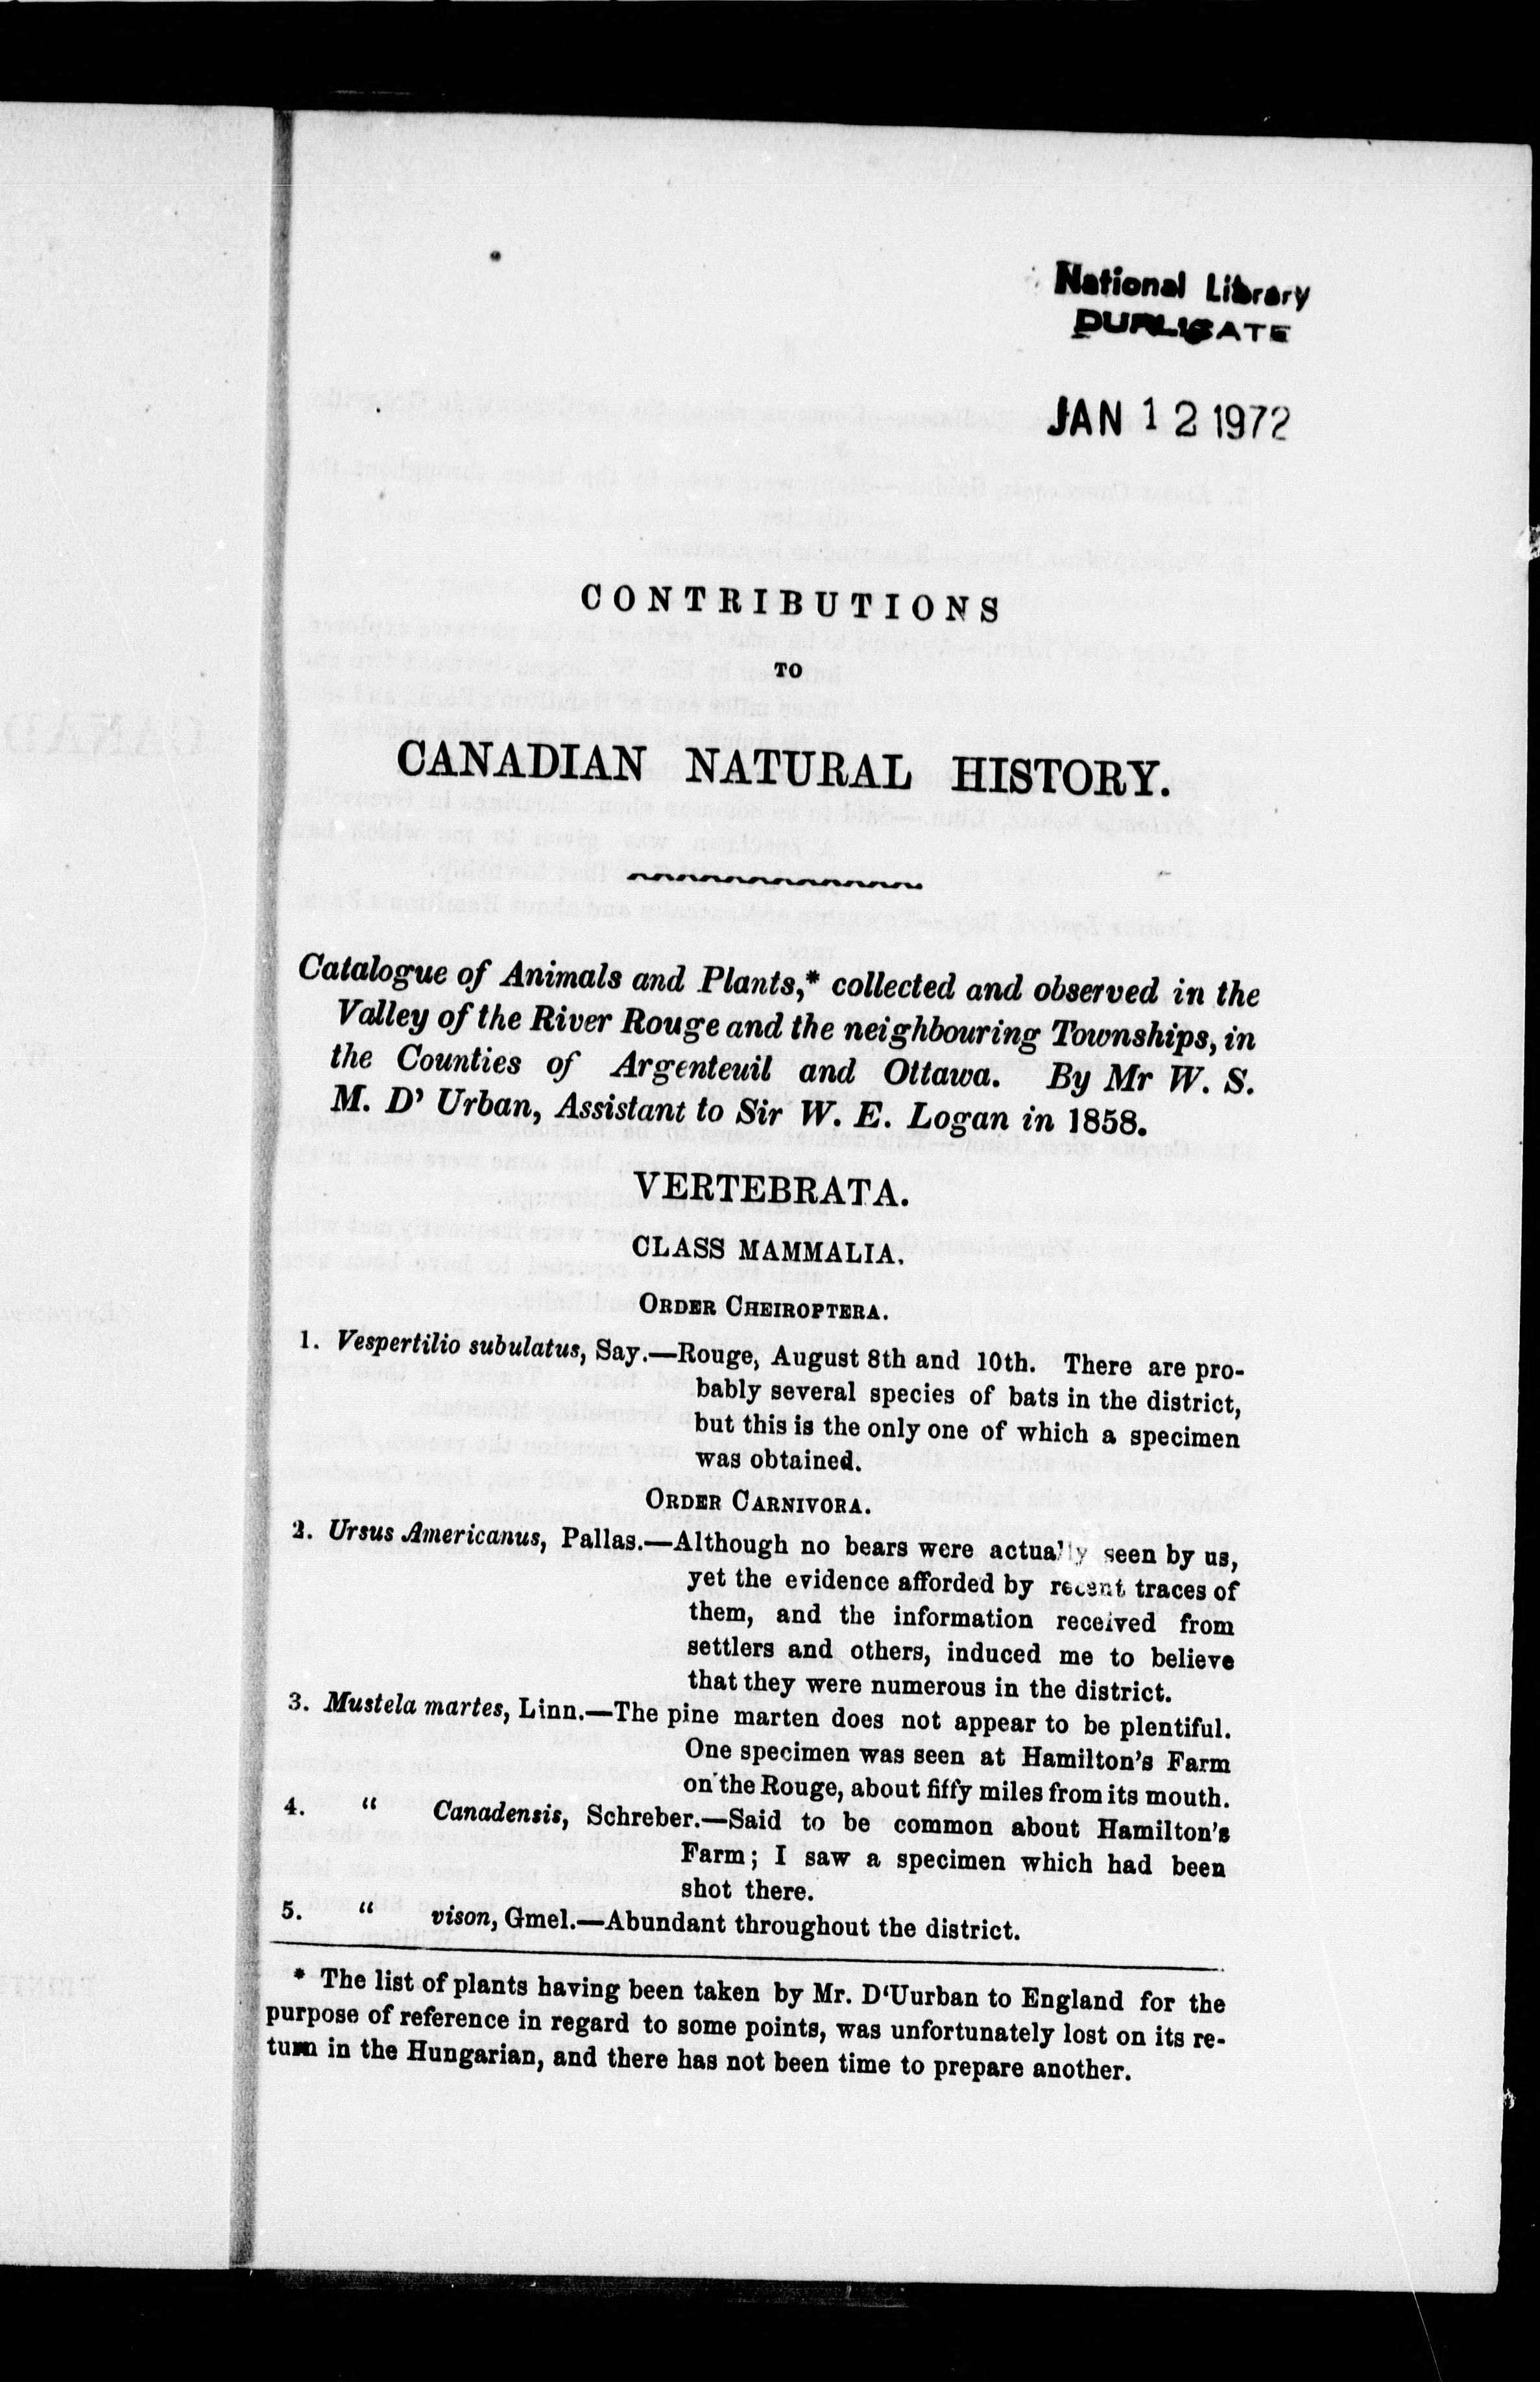 National Library
DUPLICATE
JAN 12 1972
CONTRIBUTIONS
TO
CANADIAN NATURAL HISTORY.
Catalogue of Animals and Plants,* collected and observed in the
Valley of the River Rouge and the neighbouring Townships, in
the Counties of Argenteuil and Ottawa. By Mr W. S.
M. D' Urban, Assistant to Sir W. E. Logan in 1858.
VERTEBRATA.
CLASS MAMMALIA.
ORDER CHEIROPTERA.
1. Vespertilio subulatus, Say.—Rouge, August 8th and 10th. There are pro-
bably several species of bats in the district,
but this is the only one of which a specimen
was obtained.
ORDER CARNIVORA.
2. Ursus Americanus, Pallas.—Although no bears were actually seen by us,
yet the evidence afforded by recent traces of
them, and the information received from
settlers and others, induced me to believe
that they were numerous in the district.
3. Mustela martes, Linn.—The pine marten does not appear to be plentiful.
One specimen was seen at Hamilton's Farm
on the Rouge, about fiffy miles from its mouth.
4. " Canadensis, Schreber.—Said to be common about Hamilton's
Farm; I saw a specimen which had been
shot there.
5. " vison, Gmel.—Abundant throughout the district.
* The list of plants having been taken by Mr. D'Uurban to England for the
purpose of reference in regard to some points, was unfortunately lost on its re-
turn in the Hungarian, and there has not been time to prepare another.